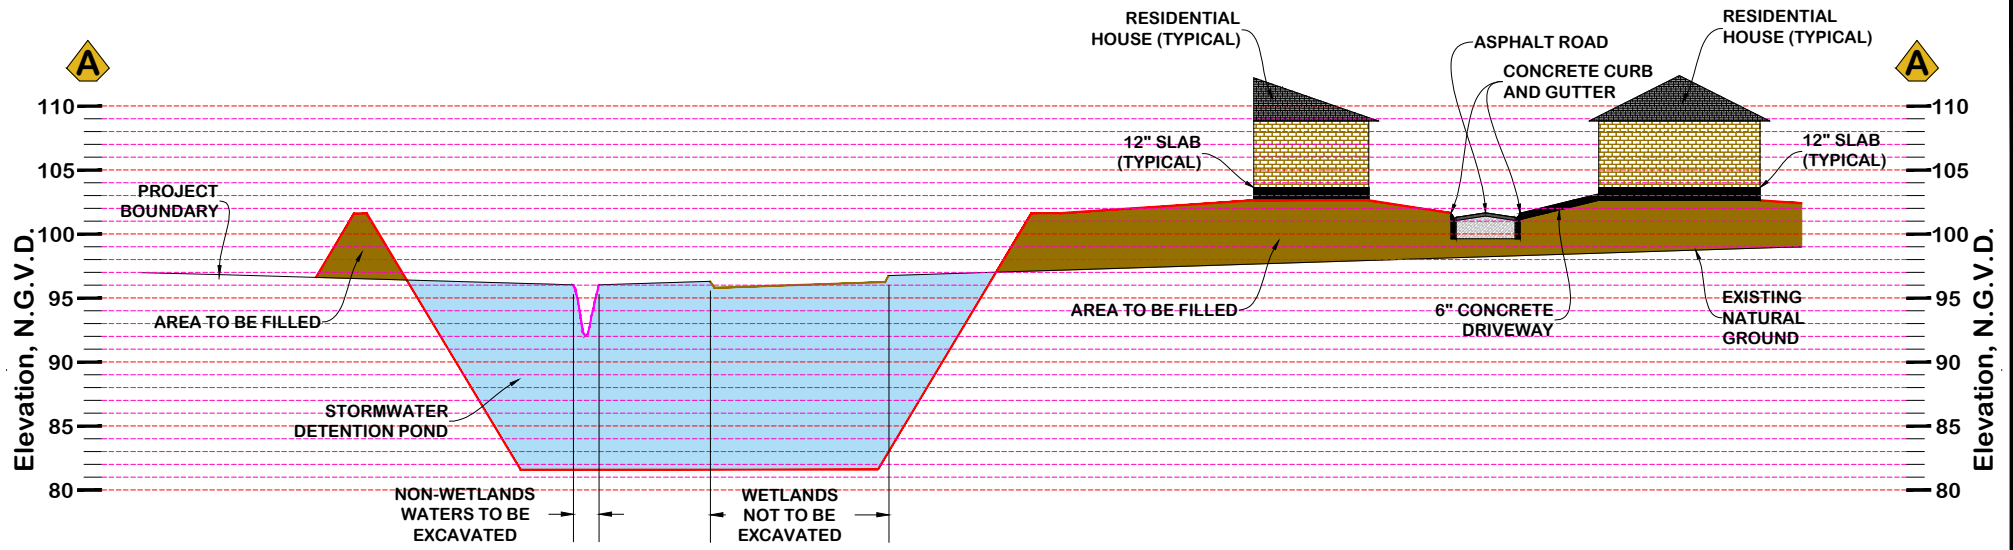 RESIDENTIAL
HOUSE (TYPICAL)
RESIDENTIAL
HOUSE (TYPICAL)
A
A
ASPHALT ROAD
CONCRETE CURB
AND GUTTER
110
110
12" SLAB
(TYPICAL)
12" SLAB
(TYPICAL)
105
105
PROJECT
BOUNDARY
100
100
Elevation, N.G.V.D.
Elevation, N.G.V.D.
95
95
AREA TO BE FILLED
AREA TO BE FILLED
6" CONCRETE
DRIVEWAY
EXISTING
NATURAL
GROUND
90
90
STORMWATER
DETENTION POND
85
85
80
80
NON-WETLANDS
WATERS TO BE
EXCAVATED
WETLANDS
NOT TO BE
EXCAVATED